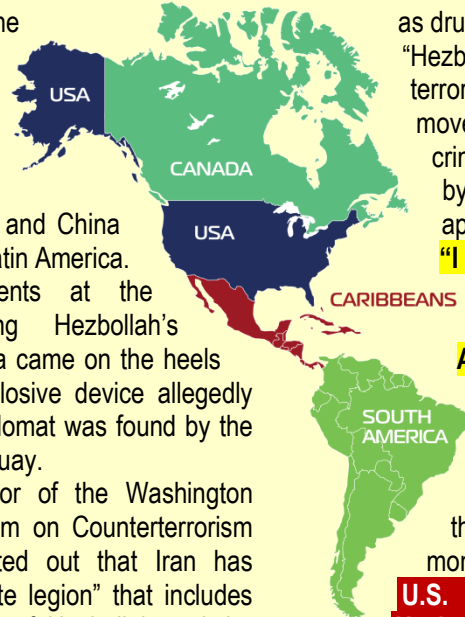 and China
atin America.
ents at the
ng Hezbollah's
a came on the heels
losive device allegedly
lomat was found by the
uay.
or of the Washington
m on Counterterrorism
ted out that Iran has
te legion” that includes
USA
CANADA
USA
CARIBBEANS
SOUTH
AMERICA
as dru
“Hezb
terror
move
cri
by
ap
“I
A
th
mor
U.S.